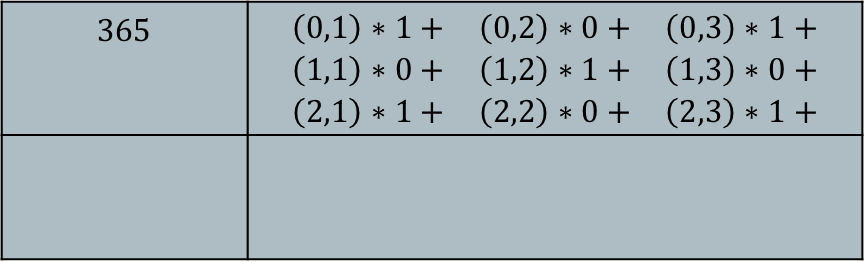 365
(0,1) ∗ 1 + (0,2) ∗ 0 + (0,3) ∗ 1 +
(1,1) ∗ 0 + (1,2) ∗ 1 + (1,3) ∗ 0 +
(2,1) ∗ 1 + (2,2) ∗ 0 + (2,3) ∗ 1 +